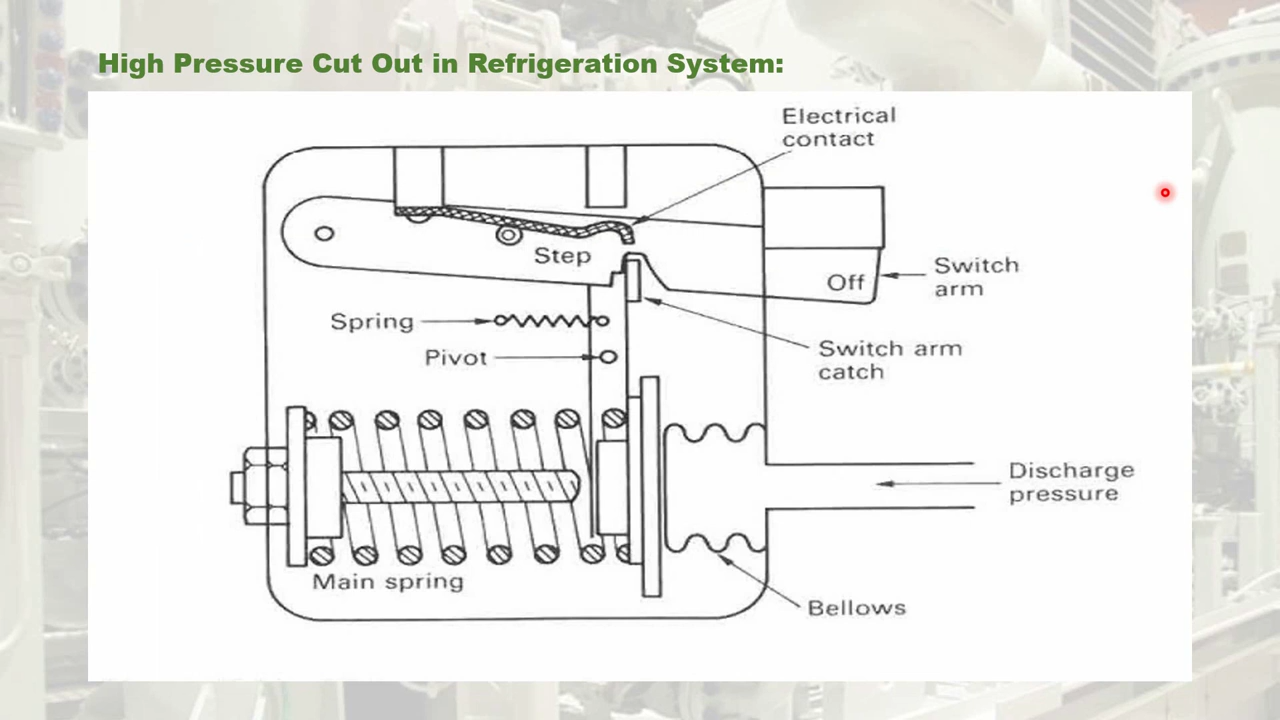 High Pressure Cut Out in Refrigeration System:
Electrical
contact
Step
Off
Switch
arm
Spring
Pivot
Switch arm
catch
Discharge
pressure
Main spring
Bellows